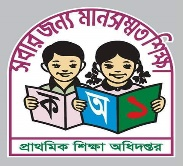 সবার জন্য মানসম্মত শিক্ষা
ক অ ১
প্রাথমিক শিক্ষা অধিদপ্তর